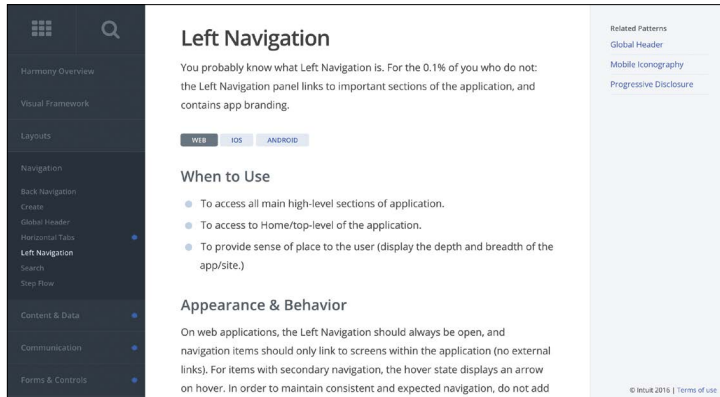 Harmony Overview
Visual Framework
Layouts
Navigation
Back Navigation
Create
Global Header
Horizontal Tabs
Left Navigation
Search
Step Flow
Content & Data
Communication
Forms & Controls
Left Navigation
You probably know what Left Navigation is. For the 0.1% of you who do not:
the Left Navigation panel links to important sections of the application, and
contains app branding.
WEB IOS ANDROID
When to Use
To access all main high-level sections of application.
To access to Home/top-level of the application.
To provide sense of place to the user (display the depth and breadth of the
app/site.)
Appearance & Behavior
On web applications, the Left Navigation should always be open, and
navigation items should only link to screens within the application (no external
links). For items with secondary navigation, the hover state displays an arrow
on hover. In order to maintain consistent and expected navigation, do not add
Related Patterns
Global Header
Mobile Iconography
Progressive Disclosure
© Intuit 2016 | Terms of use